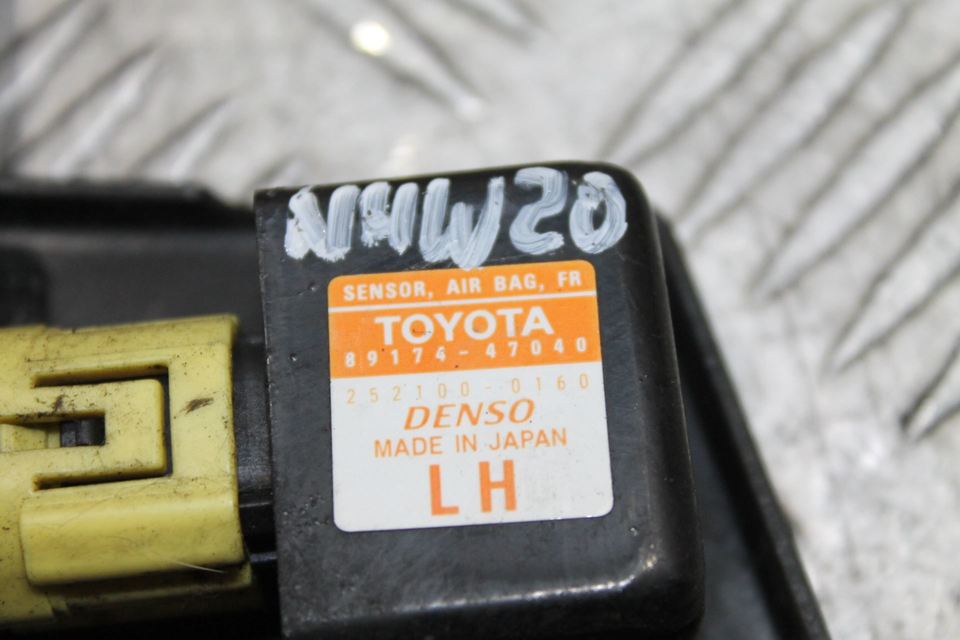 NHW20
SENSOR, AIR BAG, FR
TOYOTA
89174-47040
252100-0160
DENSO
MADE IN JAPAN
LH